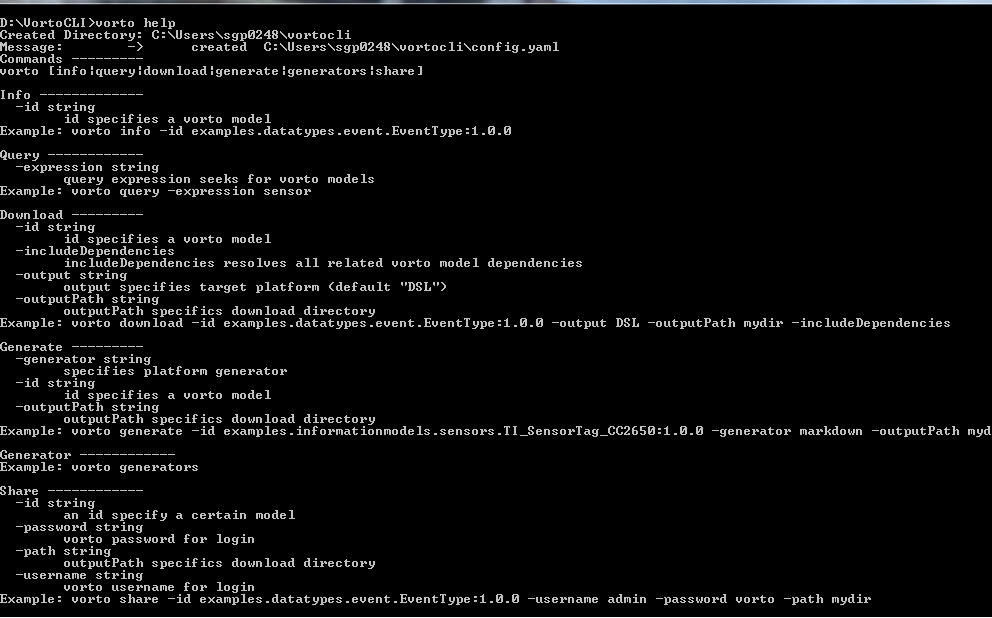 D:\VortoCLI>vorto help
Created Directory: C:\Users\sgp0248\vortocli
Message:        ->      created  C:\Users\sgp0248\vortocli\config.yaml
Commands ---------
vorto [info|query|download|generate|generators|share]

Info -------------
  -id string
        id specifies a vorto model
Example: vorto info -id examples.datatypes.event.EventType:1.0.0

Query ------------
  -expression string
        query expression seeks for vorto models
Example: vorto query -expression sensor

Download ---------
  -id string
        id specifies a vorto model
  -includeDependencies
        includeDependencies resolves all related vorto model dependencies
  -output string
        output specifies target platform (default "DSL")
  -outputPath string
        outputPath specifies download directory
Example: vorto download -id examples.datatypes.event.EventType:1.0.0 -output DSL -outputPath mydir -includeDependencies

Generate ---------
  -generator string
        specifies platform generator
  -id string
        id specifies a vorto model
  -outputPath string
        outputPath specifics download directory
Example: vorto generate -id examples.informationmodels.sensors.TI_SensorTag_CC2650:1.0.0 -generator markdown -outputPath myd

Generator ------------
Example: vorto generators

Share ------------
  -id string
        an id specify a certain model
  -password string
        vorto password for login
  -path string
        outputPath specifics download directory
  -username string
        vorto username for login
Example: vorto share -id examples.datatypes.event.EventType:1.0.0 -username admin -password vorto -path mydir